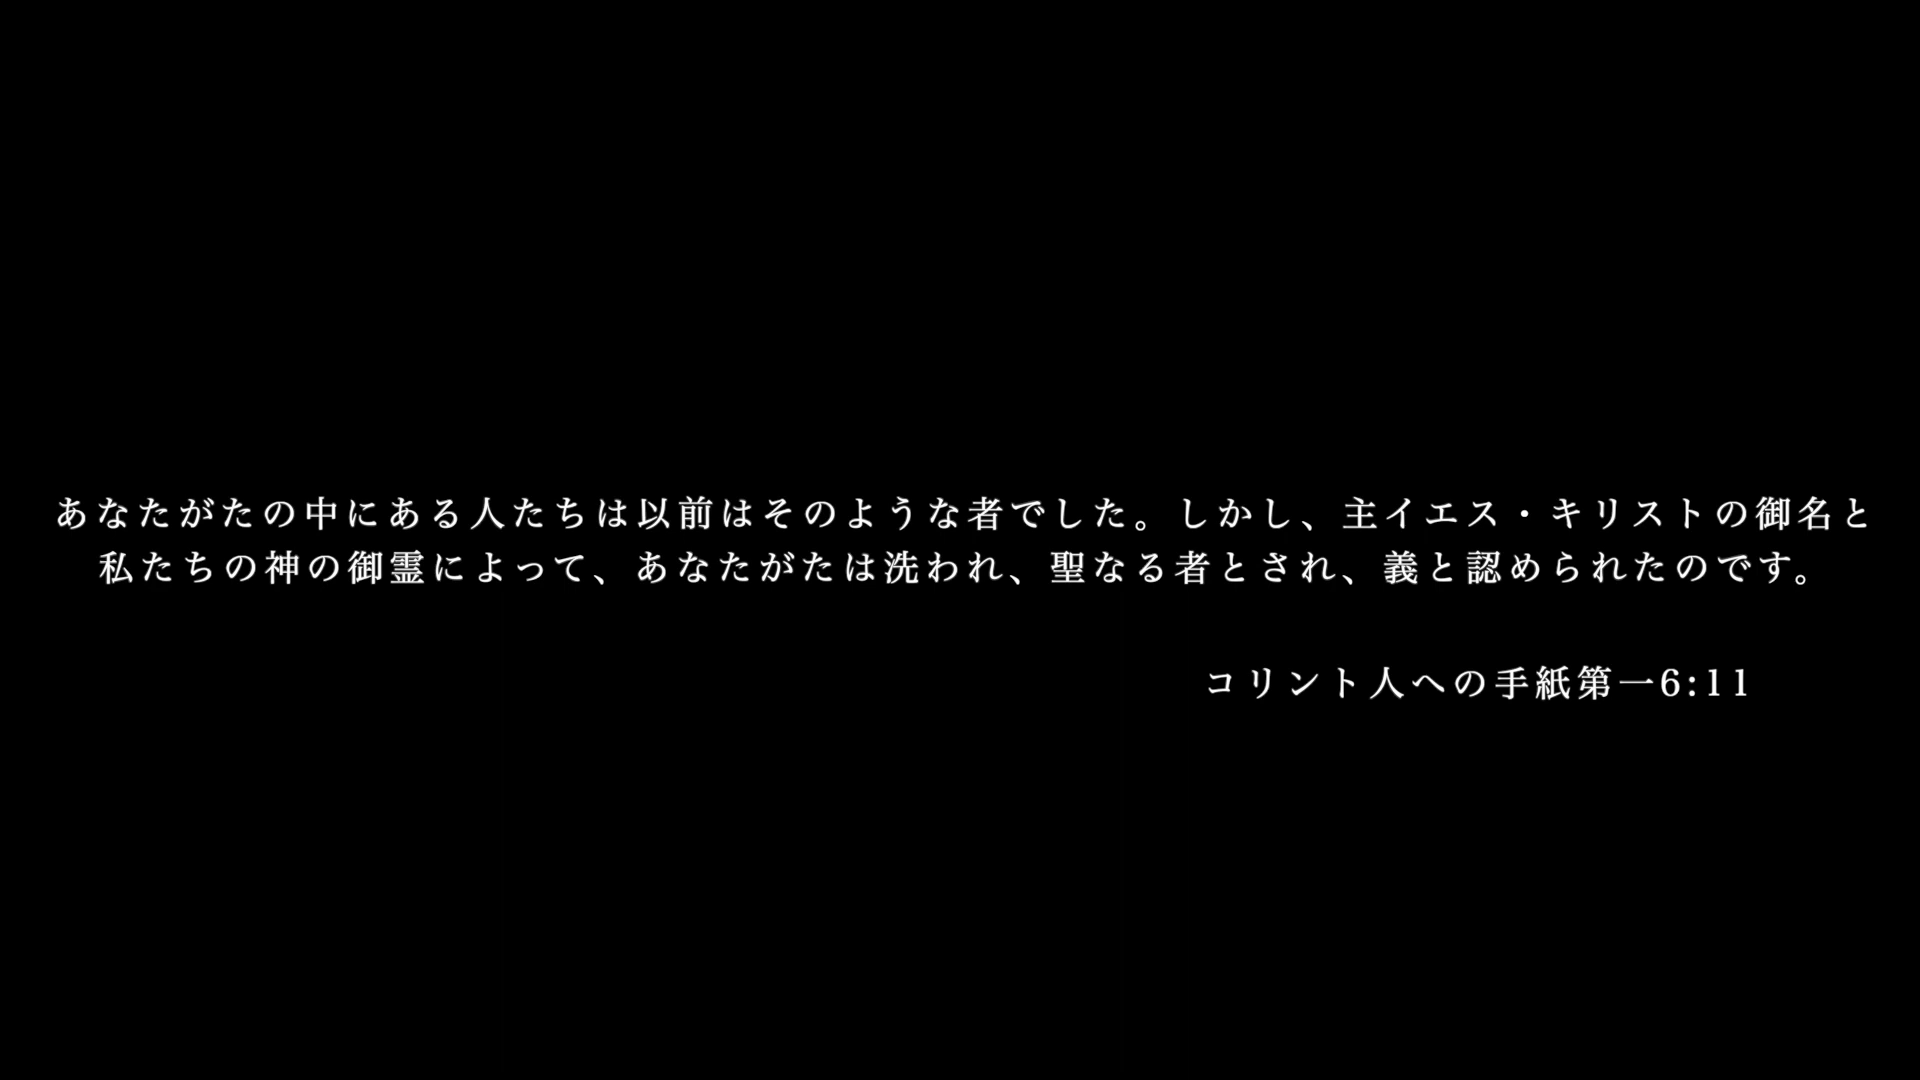 あなたがたの中にある人たちは以前はそのような者でした。しかし、主イエス・キリストの御名と
私たちの神の御霊によって、あなたがたは洗われ、聖なる者とされ、義と認められたのです。
コリント人への手紙第一6:11